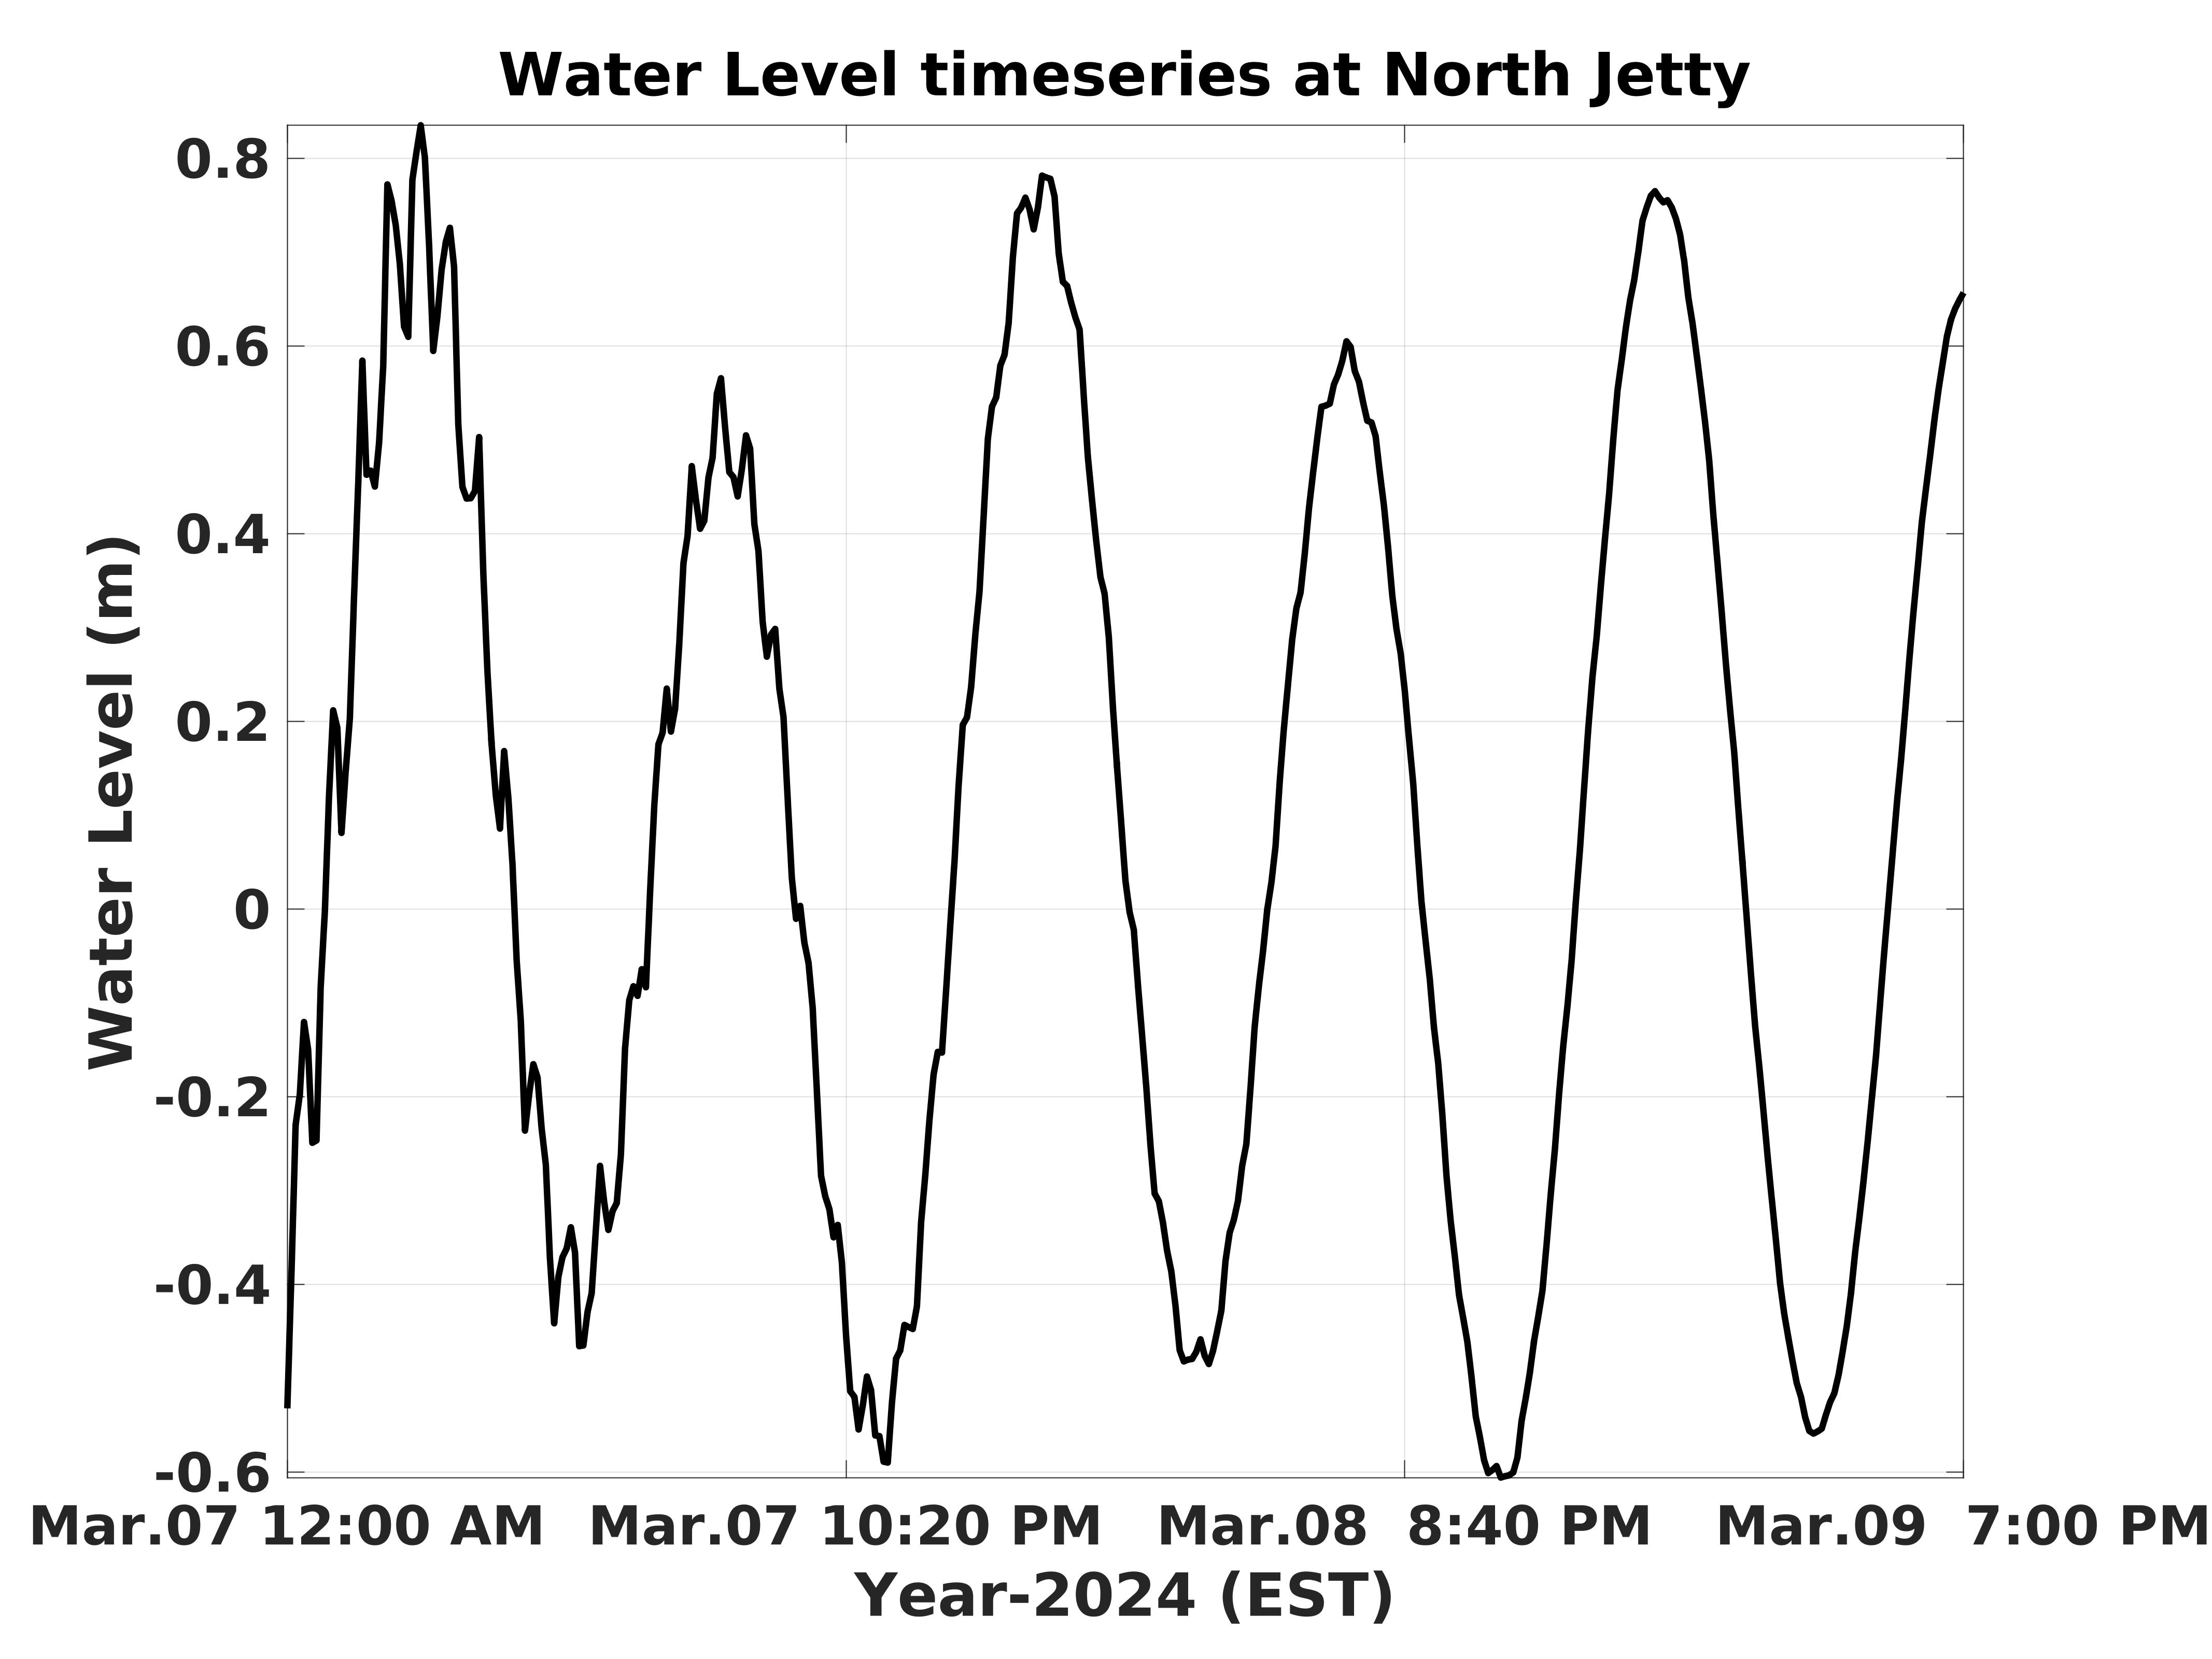 Water Level timeseries at North Jetty
Water Level (m)
0.8
0.6
0.4
0.2
0
-0.2
-0.4
-0.6
Mar.07 12:00 AM Mar.07 10:20 PM Mar.08 8:40 PM Mar.09 7:00 PM
Year-2024 (EST)